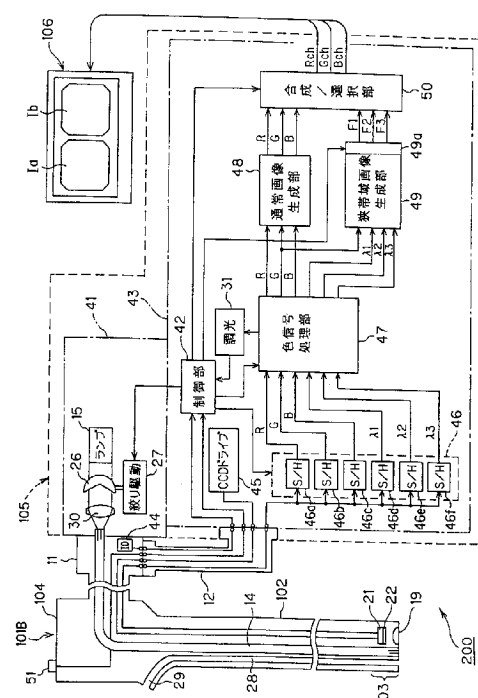 106
Ia
Ib
105
41
43
15
ランプ
26
30
27
絞り駆動
44
ID
11
12
104
101B
51
102
14
28
29
21
22
19
103
200
42
制御部
31
調光
CCDドライブ
45
47
色信号
処理部
R
G
B
λ1
λ2
λ3
46
S/H
S/H
S/H
S/H
S/H
S/H
46a
46b
46c
46d
46e
46f
R
G
B
48
通常画像
生成部
R
G
B
λ1
λ2
λ3
狭帯域画像
生成部
49
49a
F1
F2
F3
合成/選択部
50
Rch
Gch
Bch